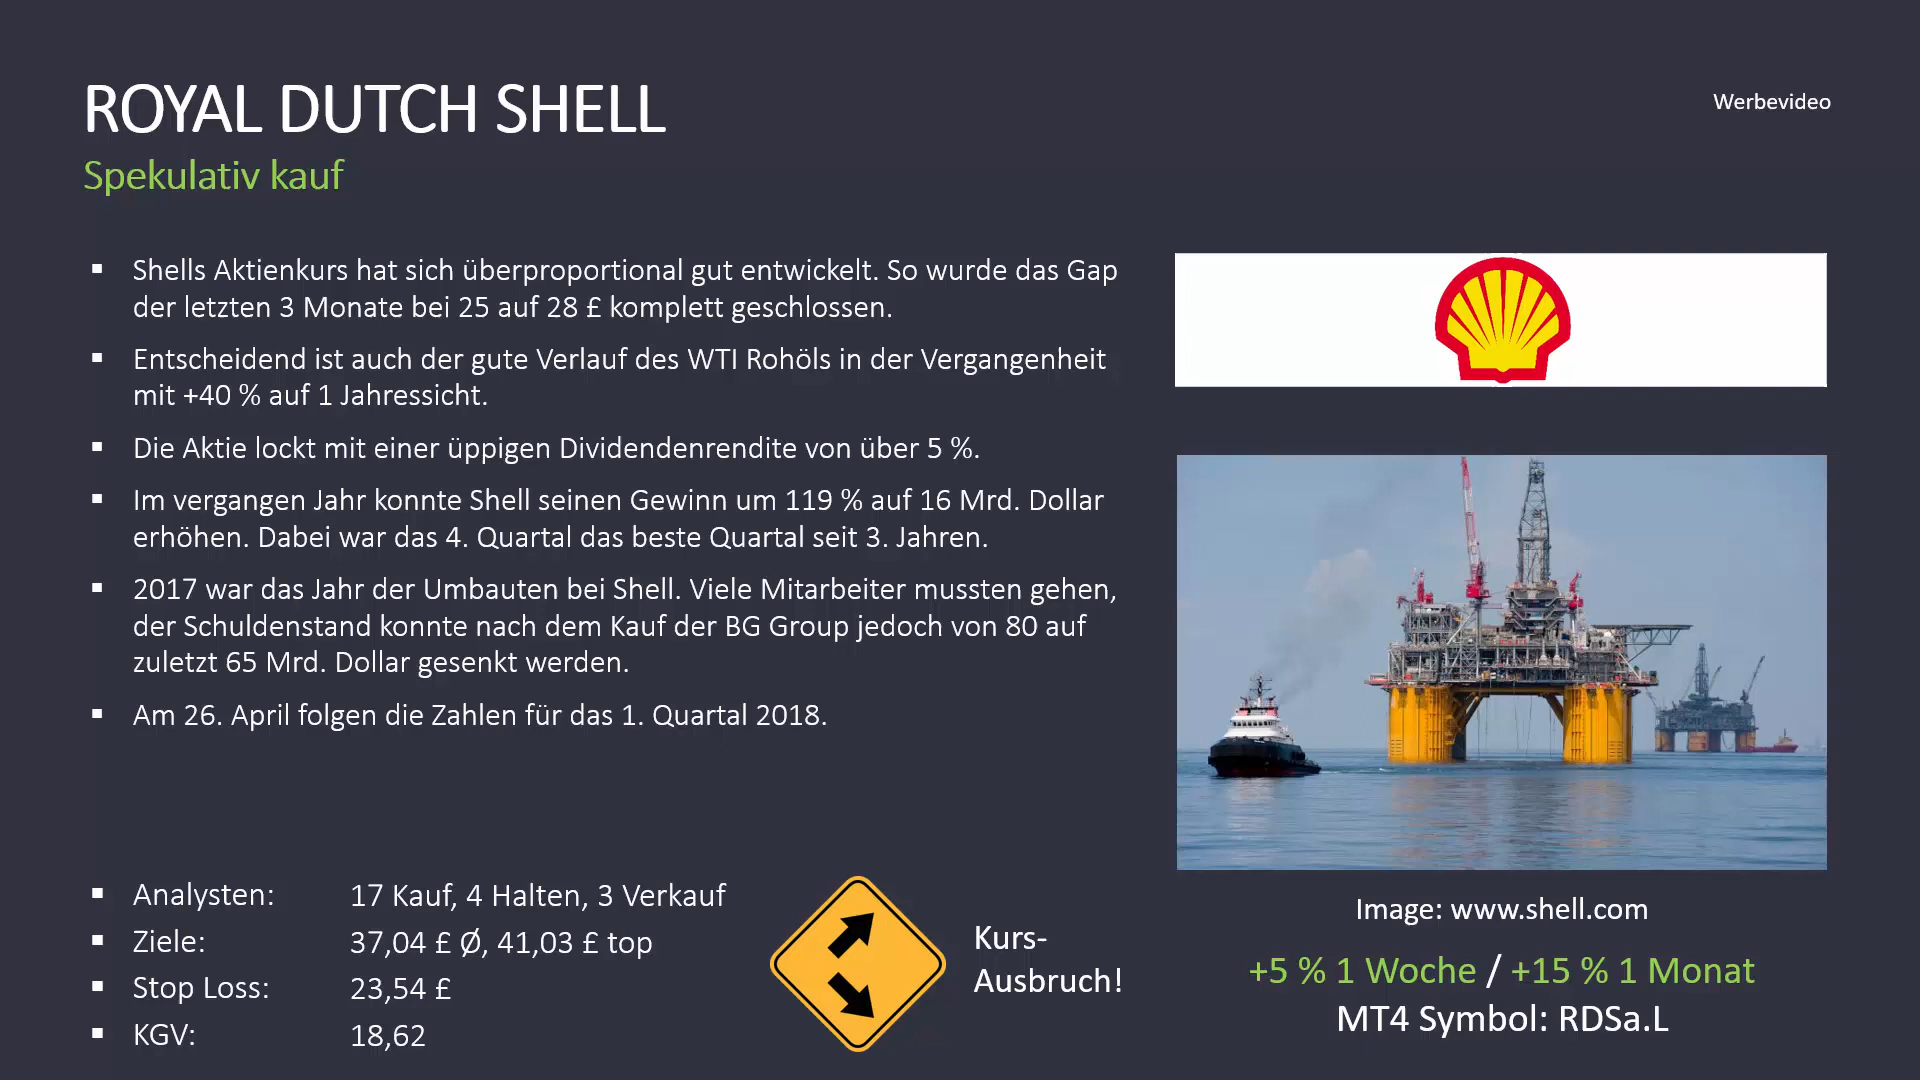 ROYAL DUTCH SHELL
Werbevideo
Spekulativ kauf
▪ Shells Aktienkurs hat sich überproportional gut entwickelt. So wurde das Gap
der letzten 3 Monate bei 25 auf 28 £ komplett geschlossen.
▪ Entscheidend ist auch der gute Verlauf des WTI Rohöls in der Vergangenheit
mit +40 % auf 1 Jahressicht.
▪ Die Aktie lockt mit einer üppigen Dividendenrendite von über 5 %.
▪ Im vergangen Jahr konnte Shell seinen Gewinn um 119 % auf 16 Mrd. Dollar
erhöhen. Dabei war das 4. Quartal das beste Quartal seit 3. Jahren.
▪ 2017 war das Jahr der Umbauten bei Shell. Viele Mitarbeiter mussten gehen,
der Schuldenstand konnte nach dem Kauf der BG Group jedoch von 80 auf
zuletzt 65 Mrd. Dollar gesenkt werden.
▪ Am 26. April folgen die Zahlen für das 1. Quartal 2018.
▪ Analysten: 17 Kauf, 4 Halten, 3 Verkauf
▪ Ziele: 37,04 £ Ø, 41,03 £ top
▪ Stop Loss: 23,54 £
▪ KGV: 18,62
Kurs-
Ausbruch!
Image: www.shell.com
+5 % 1 Woche / +15 % 1 Monat
MT4 Symbol: RDSa.L